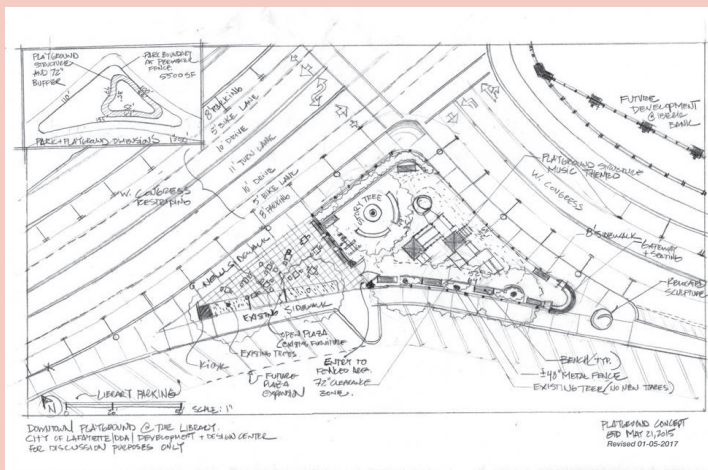 PLAYGROUND
STRUCTURE
AND 72"
BUFFER
PARK BOUNDARY
AT PERIMETER
FENCE
5500 SF
PARK + PLAYGROUND DIMENSIONS
8' PARKING
5' BIKE LANE
10' DRIVE
11' TURN LANE
10' DRIVE
5' BIKE LANE
8' PARKING
W. CONGRESS
RESTRIPING
NEW SIDEWALK
STORY TREE
FUTURE
DEVELOPMENT
BANK
PLAYGROUND STRUCTURE
MUSIC THEMED
W. CONGRESS
8' SIDEWALK
GATEWAY
+ SEATING
RELOCATED
SCULPTURE
EXISTING SIDEWALK
OPEN PLAZA
FURNITURE
EXISTING TREES
KIOSK
FUTURE
PLAZA
EXPANSION
ENTRY TO
FENCED AREA
72" CLEARANCE
ZONE.
BENCH TYP.
±48" METAL FENCE
EXISTING TREE (NO NEW TREES)
LIBRARY PARKING
N
SCALE: 1"
DOWNTOWN PLAYGROUND @ THE LIBRARY.
CITY OF LAFAYETTE / DDA / DEVELOPMENT + DESIGN CENTER
FOR DISCUSSION PURPOSES ONLY
PLAYGROUND CONCEPT
MAY 21, 2015
Revised 01-05-2017